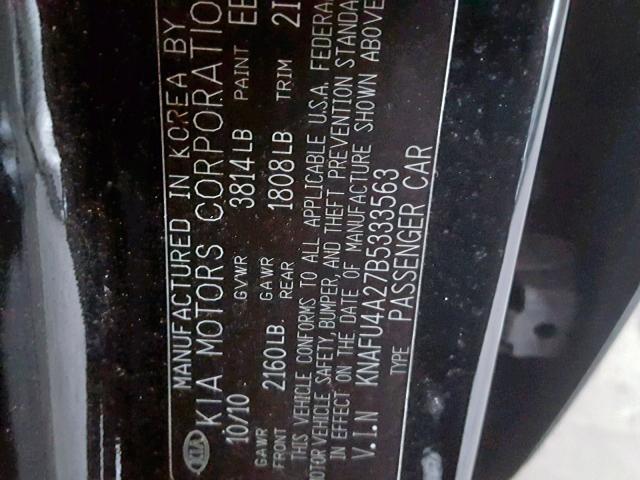 KIA
MANUFACTURED IN KOREA BY
KIA MOTORS CORPORATIO
10/10 GVWR 3814LB PAINT EB
GAWR FRONT 2160LB GAWR REAR 1808LB TRIM
THIS VEHICLE CONFORMS TO ALL APPLICABLE U.S.A. FEDERA
MOTOR VEHICLE SAFETY, BUMPER, AND THEFT PREVENTION STANDA
IN EFFECT ON THE DATE OF MANUFACTURE SHOWN ABOVE
V.I.N KNAFU4A27B5333563
TYPE PASSENGER CAR